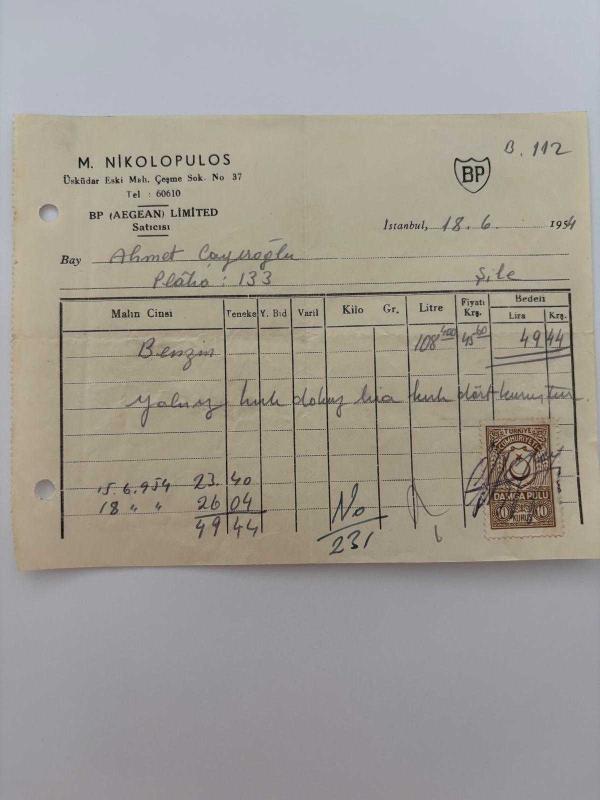 M. NİKOLOPULOS
Üsküdar Eski Mah. Çeşme Sok. No 37
Tel : 60610
BP (AEGEAN) LİMİTED
Satıcısı
B. 112
BP
İstanbul, 18.6. 1954
Bay Ahmet Cayıroğlu
Plâka : 133 Şile
Malın Cinsi Teneke Y. Bid Varil Kilo Gr. Litre Fiyatı Krş. Bedeli Lira Krş.
Benzin 108 400 45 60 49 44
Yalnız kırk dokuz lira kırk dört kuruştur.
TÜRKİYE
CUMHURİYETİ
DAMGA PULU
10 KURUŞ 10
15.6.954 23.40
18 " " 26 04
49 44
No
231